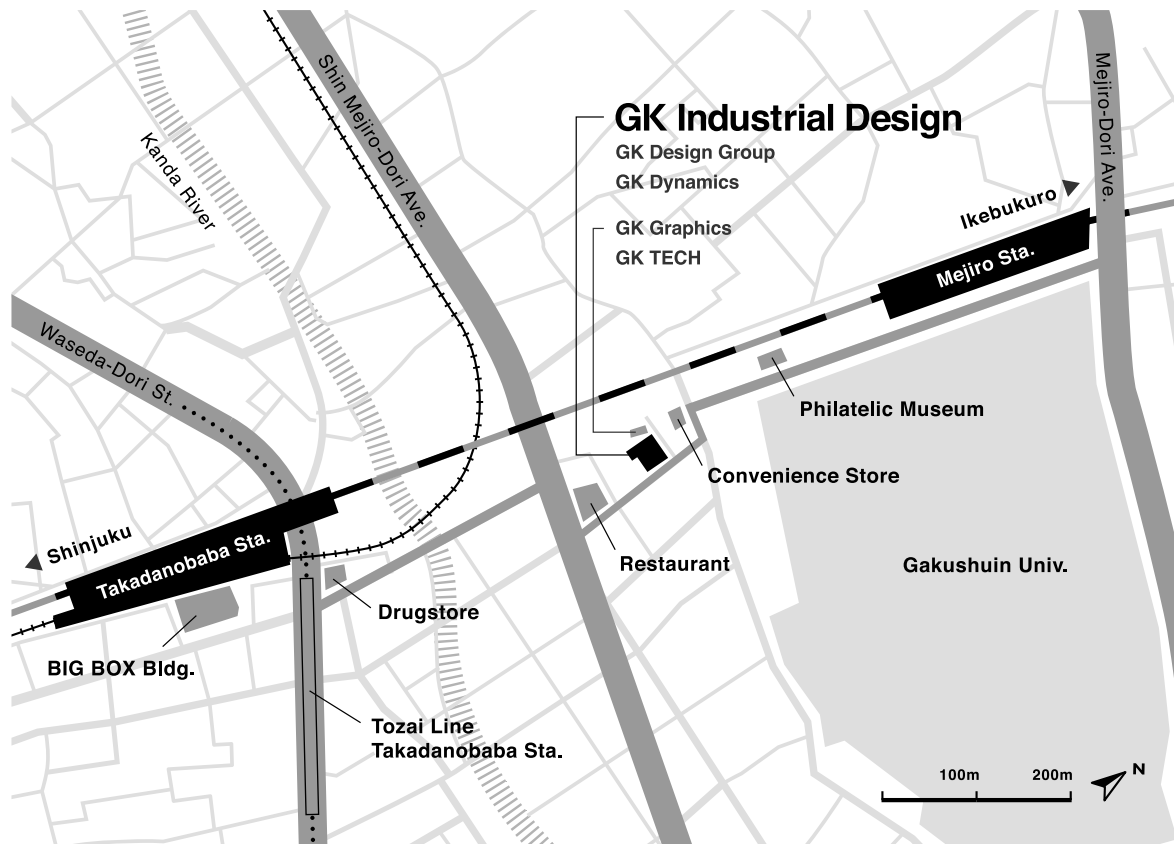 Shin Mejiro-Dori Ave.
Mejiro-Dori Ave.
Kanda River
GK Industrial Design
GK Design Group
GK Dynamics
GK Graphics
GK TECH
Ikebukuro
Mejiro Sta.
Waseda-Dori St.
Philatelic Museum
Convenience Store
Shinjuku
Takadanobaba Sta.
Restaurant
Gakushuin Univ.
Drugstore
BIG BOX Bldg.
Tozai Line
Takadanobaba Sta.
100m
200m
N